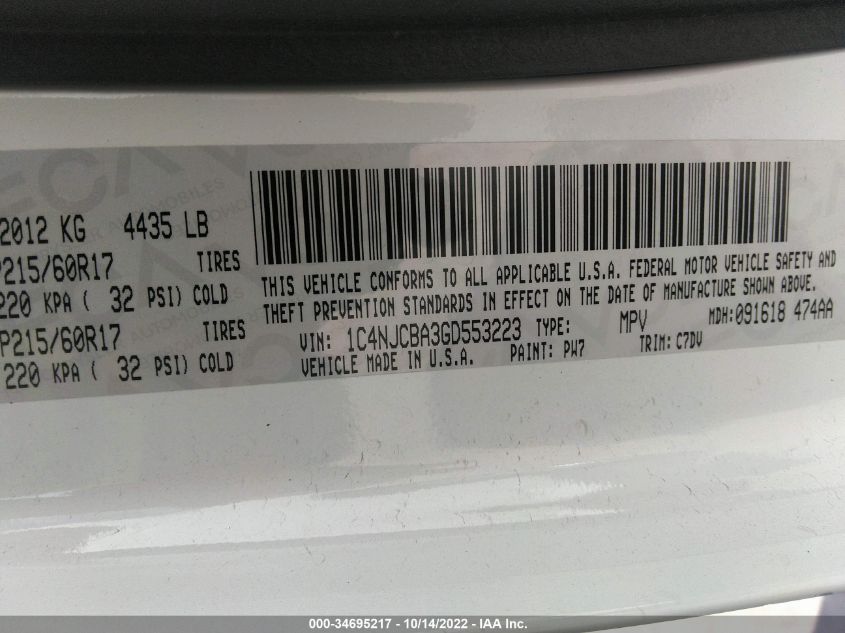 2012 KG 4435 LB
P215/60R17 TIRES
220 KPA ( 32 PSI) COLD
P215/60R17 TIRES
220 KPA ( 32 PSI) COLD
THIS VEHICLE CONFORMS TO ALL APPLICABLE U.S.A. FEDERAL MOTOR VEHICLE SAFETY AND
THEFT PREVENTION STANDARDS IN EFFECT ON THE DATE OF MANUFACTURE SHOWN ABOVE.
VIN: 1C4NJCBA3GD553223 TYPE: MPV MDH:091618 474AA
VEHICLE MADE IN U.S.A. PAINT: PW7 TRIM: C7DV
000-34695217 - 10/14/2022 - IAA Inc.